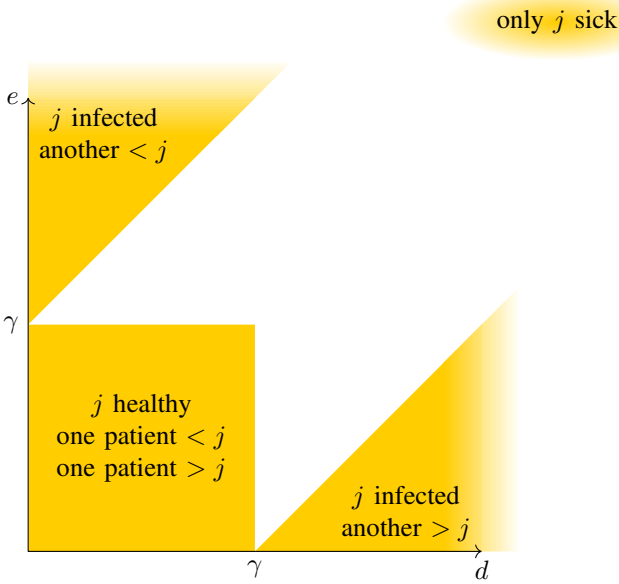 only j sick
e
j infected
another < j
γ
j healthy
one patient < j
one patient > j
j infected
another > j
γ
d